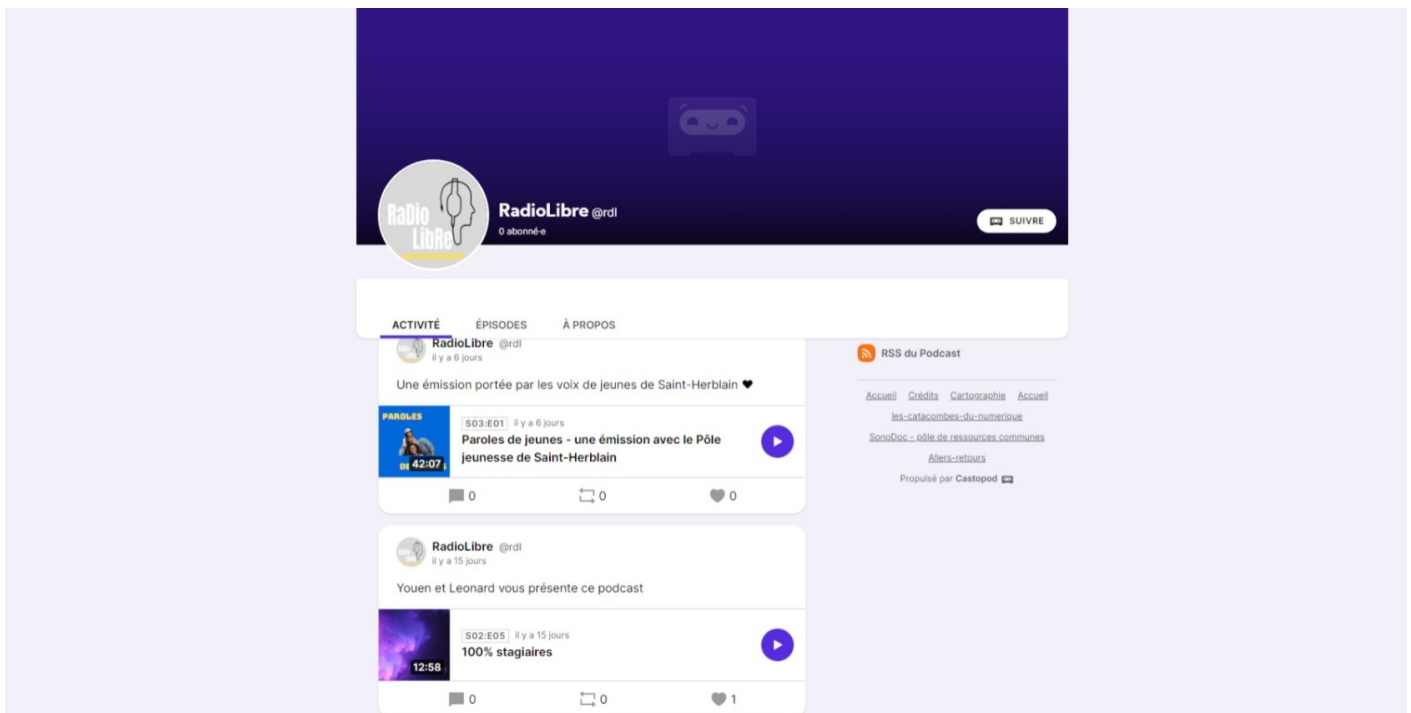 RaDio
LibRe
RadioLibre @rdl
0 abonné·e
SUIVRE
ACTIVITÉ ÉPISODES À PROPOS
RadioLibre @rdl
il y a 6 jours
Une émission portée par les voix de jeunes de Saint-Herblain 🖤
PAROLES
DE
42:07
S03:E01 il y a 6 jours
Paroles de jeunes - une émission avec le Pôle
jeunesse de Saint-Herblain
0 0 0
RadioLibre @rdl
il y a 15 jours
Youen et Leonard vous présente ce podcast
12:58
S02:E05 il y a 15 jours
100% stagiaires
0 0 1
RSS du Podcast
Accueil Crédits Cartographie Accueil
les-catacombes-du-numerique
SonoDoc - pôle de ressources communes
Allers-retours
Propulsé par Castopod